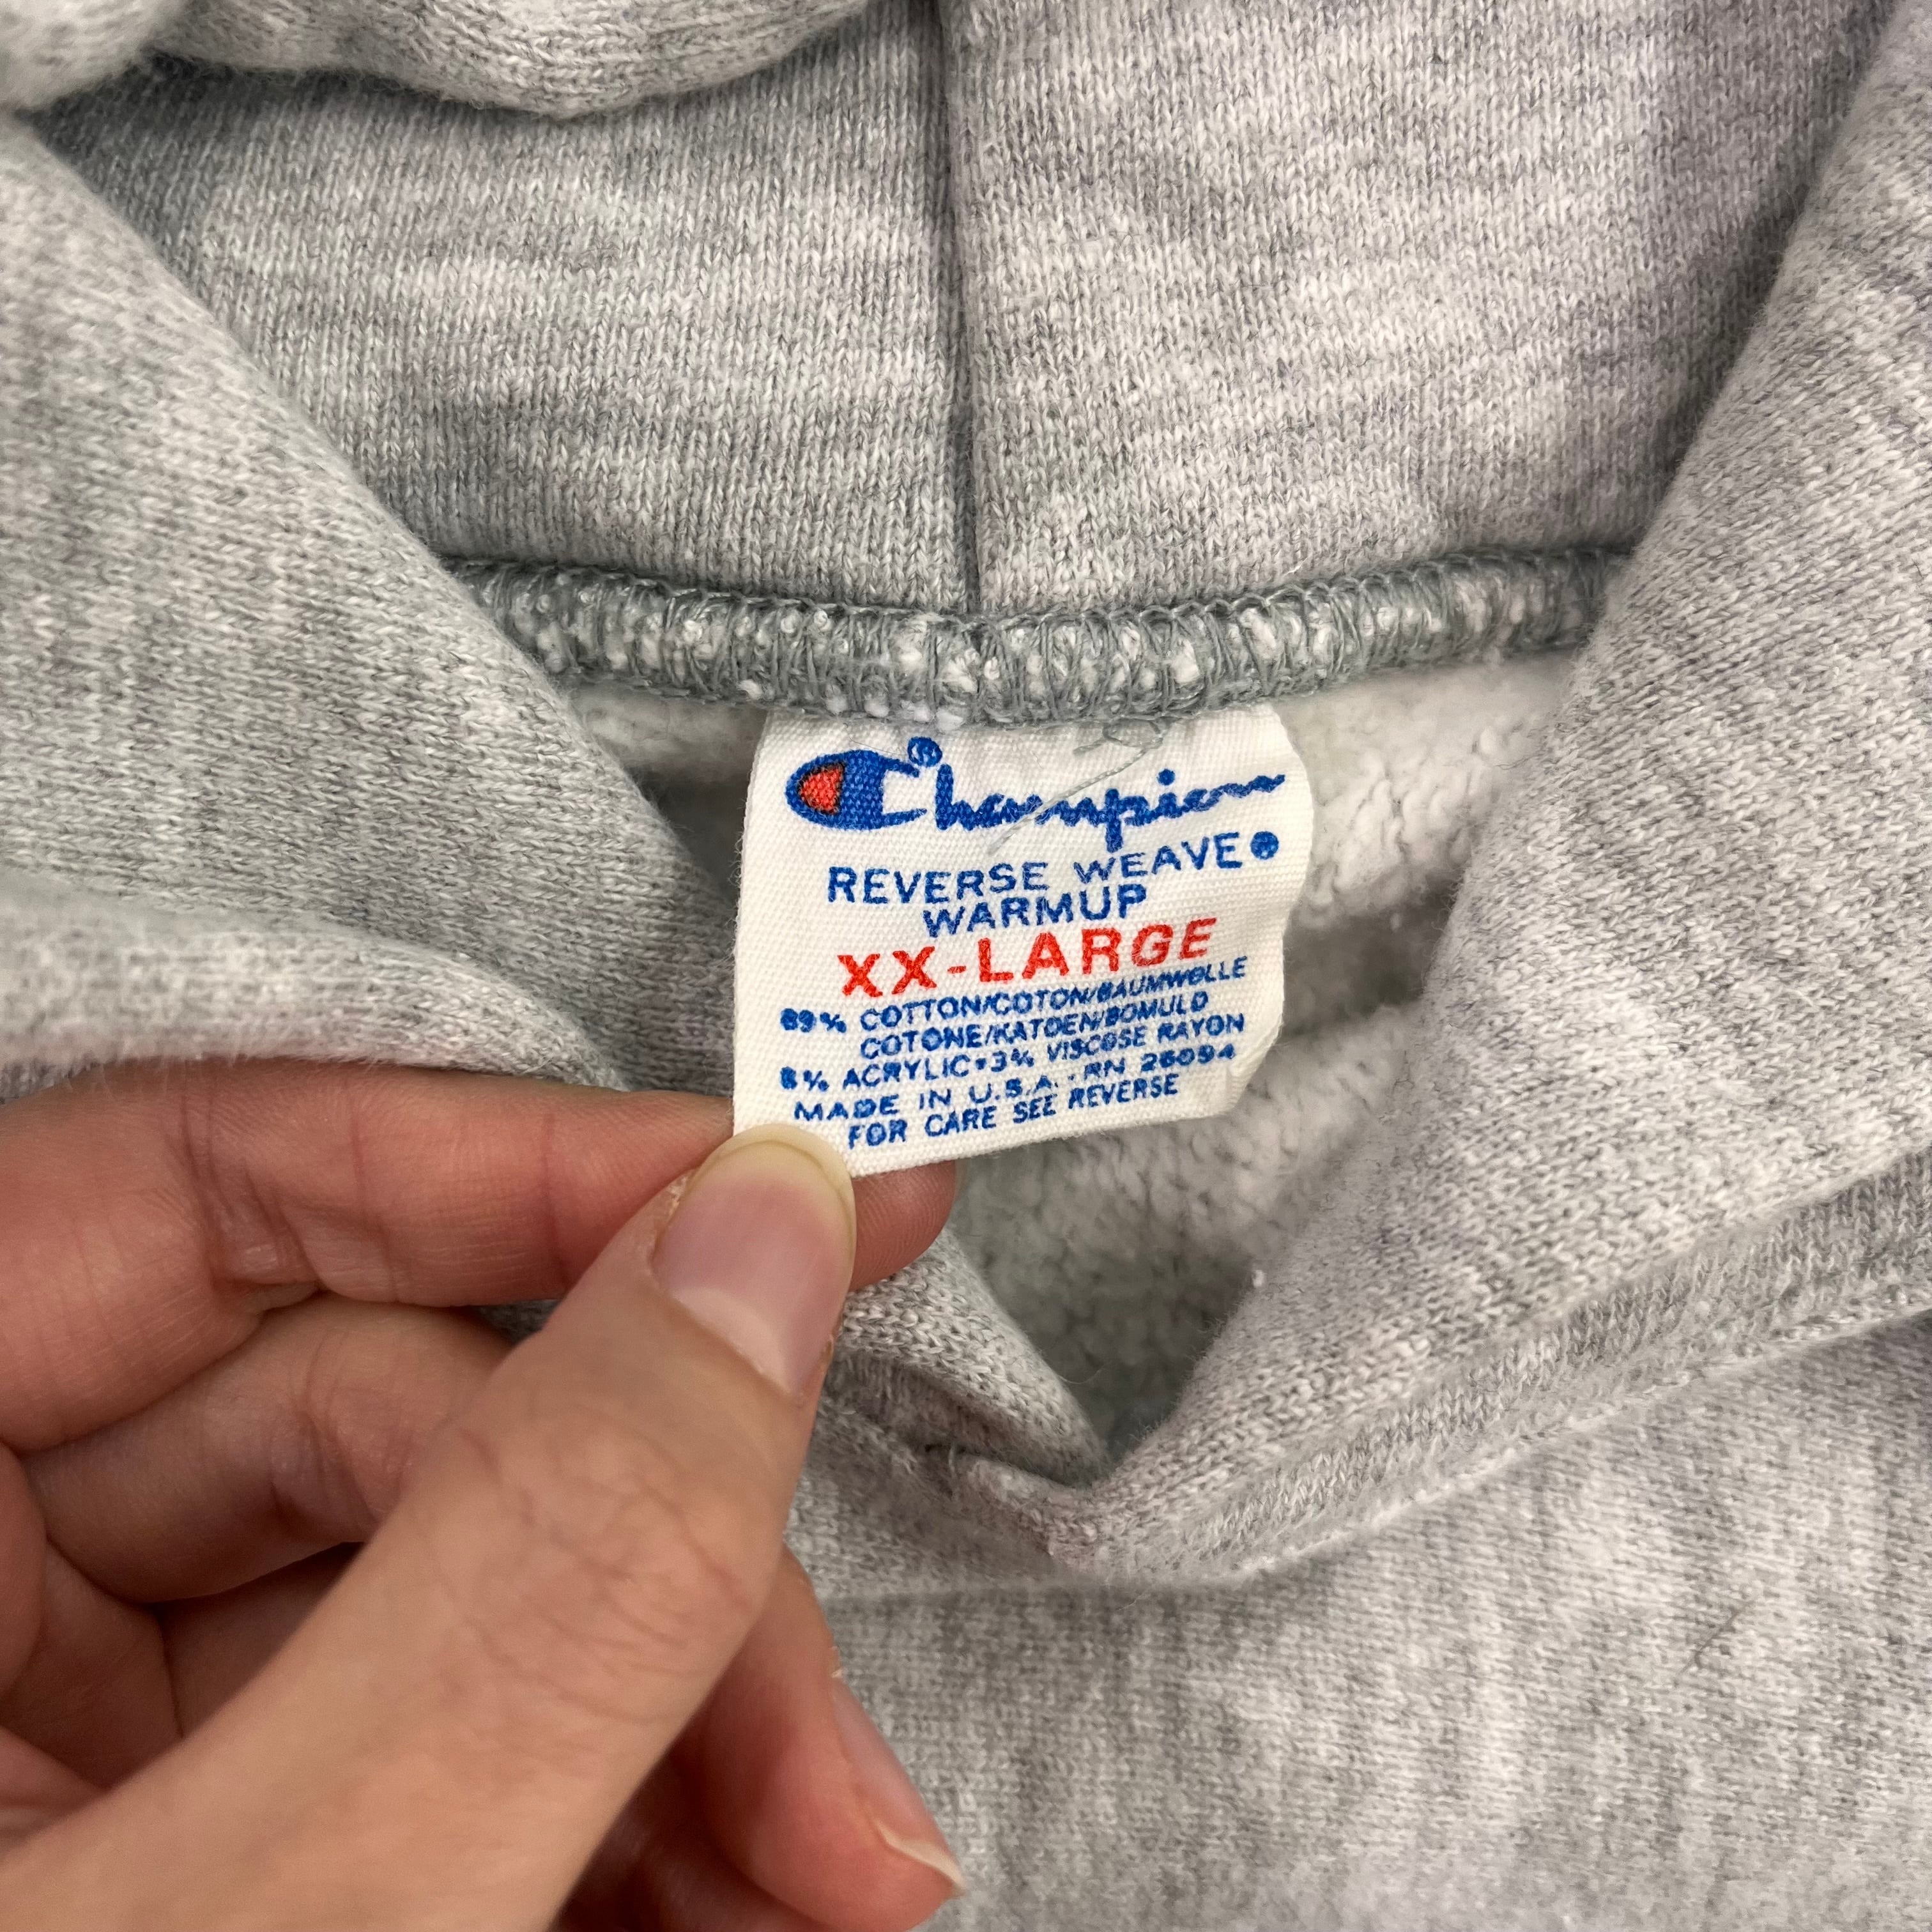 Champion®
REVERSE WEAVE®
WARMUP
XX-LARGE
89% COTTON/COTON/BAUMWOLLE
COTONE/KATOEN/BOMULD
8% ACRYLIC•3% VISCOSE RAYON
MADE IN U.S.A.•RN 26094
FOR CARE SEE REVERSE